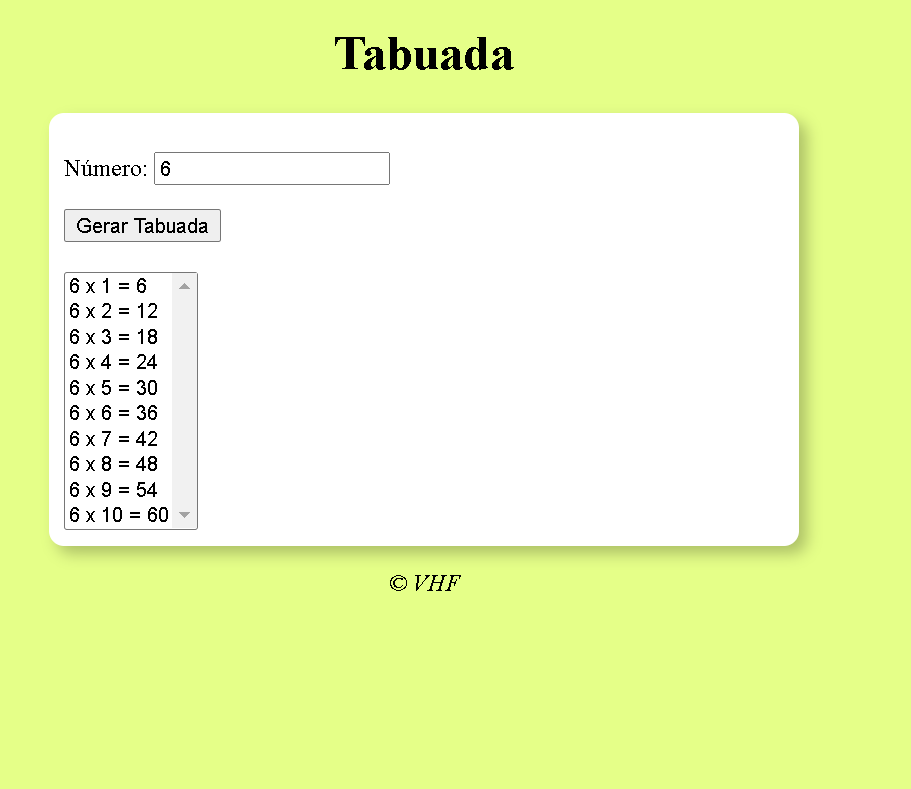 Tabuada
Número: 6
Gerar Tabuada
6 x 1 = 6
6 x 2 = 12
6 x 3 = 18
6 x 4 = 24
6 x 5 = 30
6 x 6 = 36
6 x 7 = 42
6 x 8 = 48
6 x 9 = 54
6 x 10 = 60
© VHF